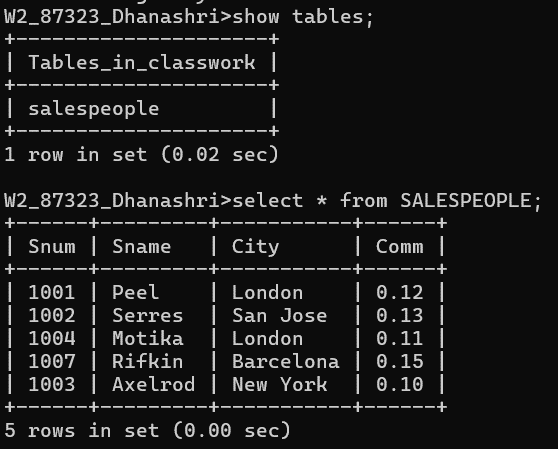 W2_87323_Dhanashri>show tables;
+---------------------+
| Tables_in_classwork |
+---------------------+
| salespeople         |
+---------------------+
1 row in set (0.02 sec)

W2_87323_Dhanashri>select * from SALESPEOPLE;
+------+---------+-----------+------+
| Snum | Sname   | City      | Comm |
+------+---------+-----------+------+
| 1001 | Peel    | London    | 0.12 |
| 1002 | Serres  | San Jose  | 0.13 |
| 1004 | Motika  | London    | 0.11 |
| 1007 | Rifkin  | Barcelona | 0.15 |
| 1003 | Axelrod | New York  | 0.10 |
+------+---------+-----------+------+
5 rows in set (0.00 sec)